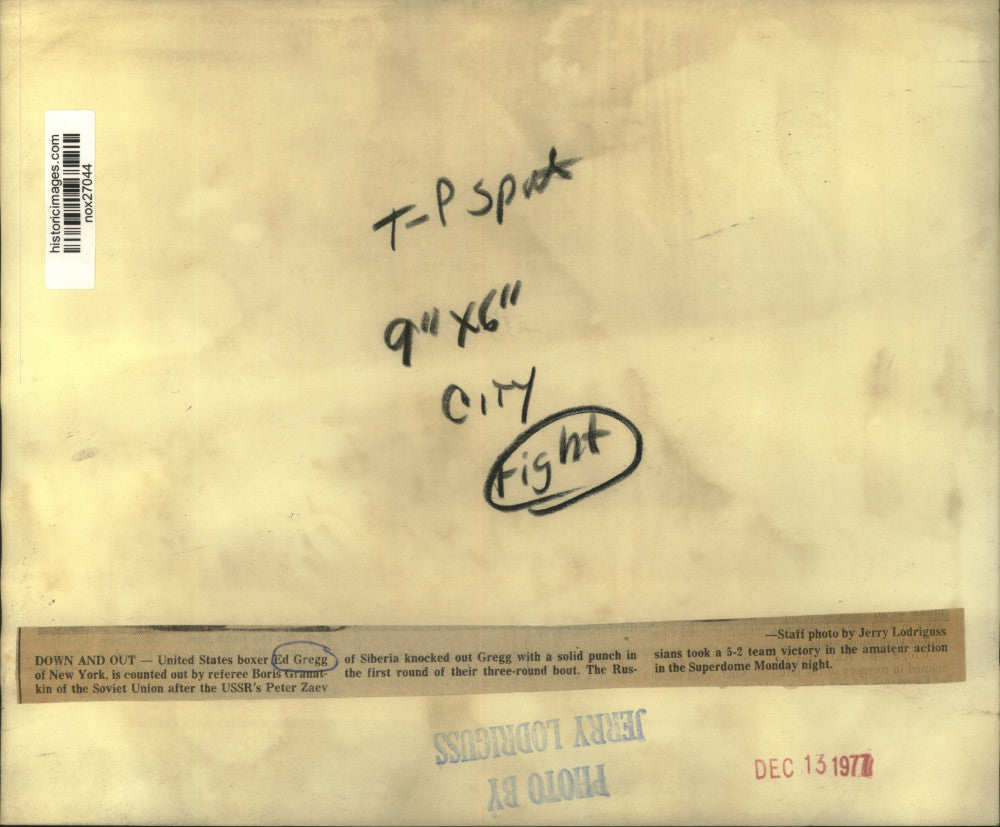 historicimages.com
nox27044
T-P Sport
9" X6"
CITY
Fight
—Staff photo by Jerry Lodriguss
DOWN AND OUT — United States boxer Ed Gregg
of New York, is counted out by referee Boris Granat-
kin of the Soviet Union after the USSR's Peter Zaev
of Siberia knocked out Gregg with a solid punch in
the first round of their three-round bout. The Rus-
sians took a 5-2 team victory in the amateur action
in the Superdome Monday night.
PHOTO BY
JERRY LODRIGUSS
DEC 13 1977